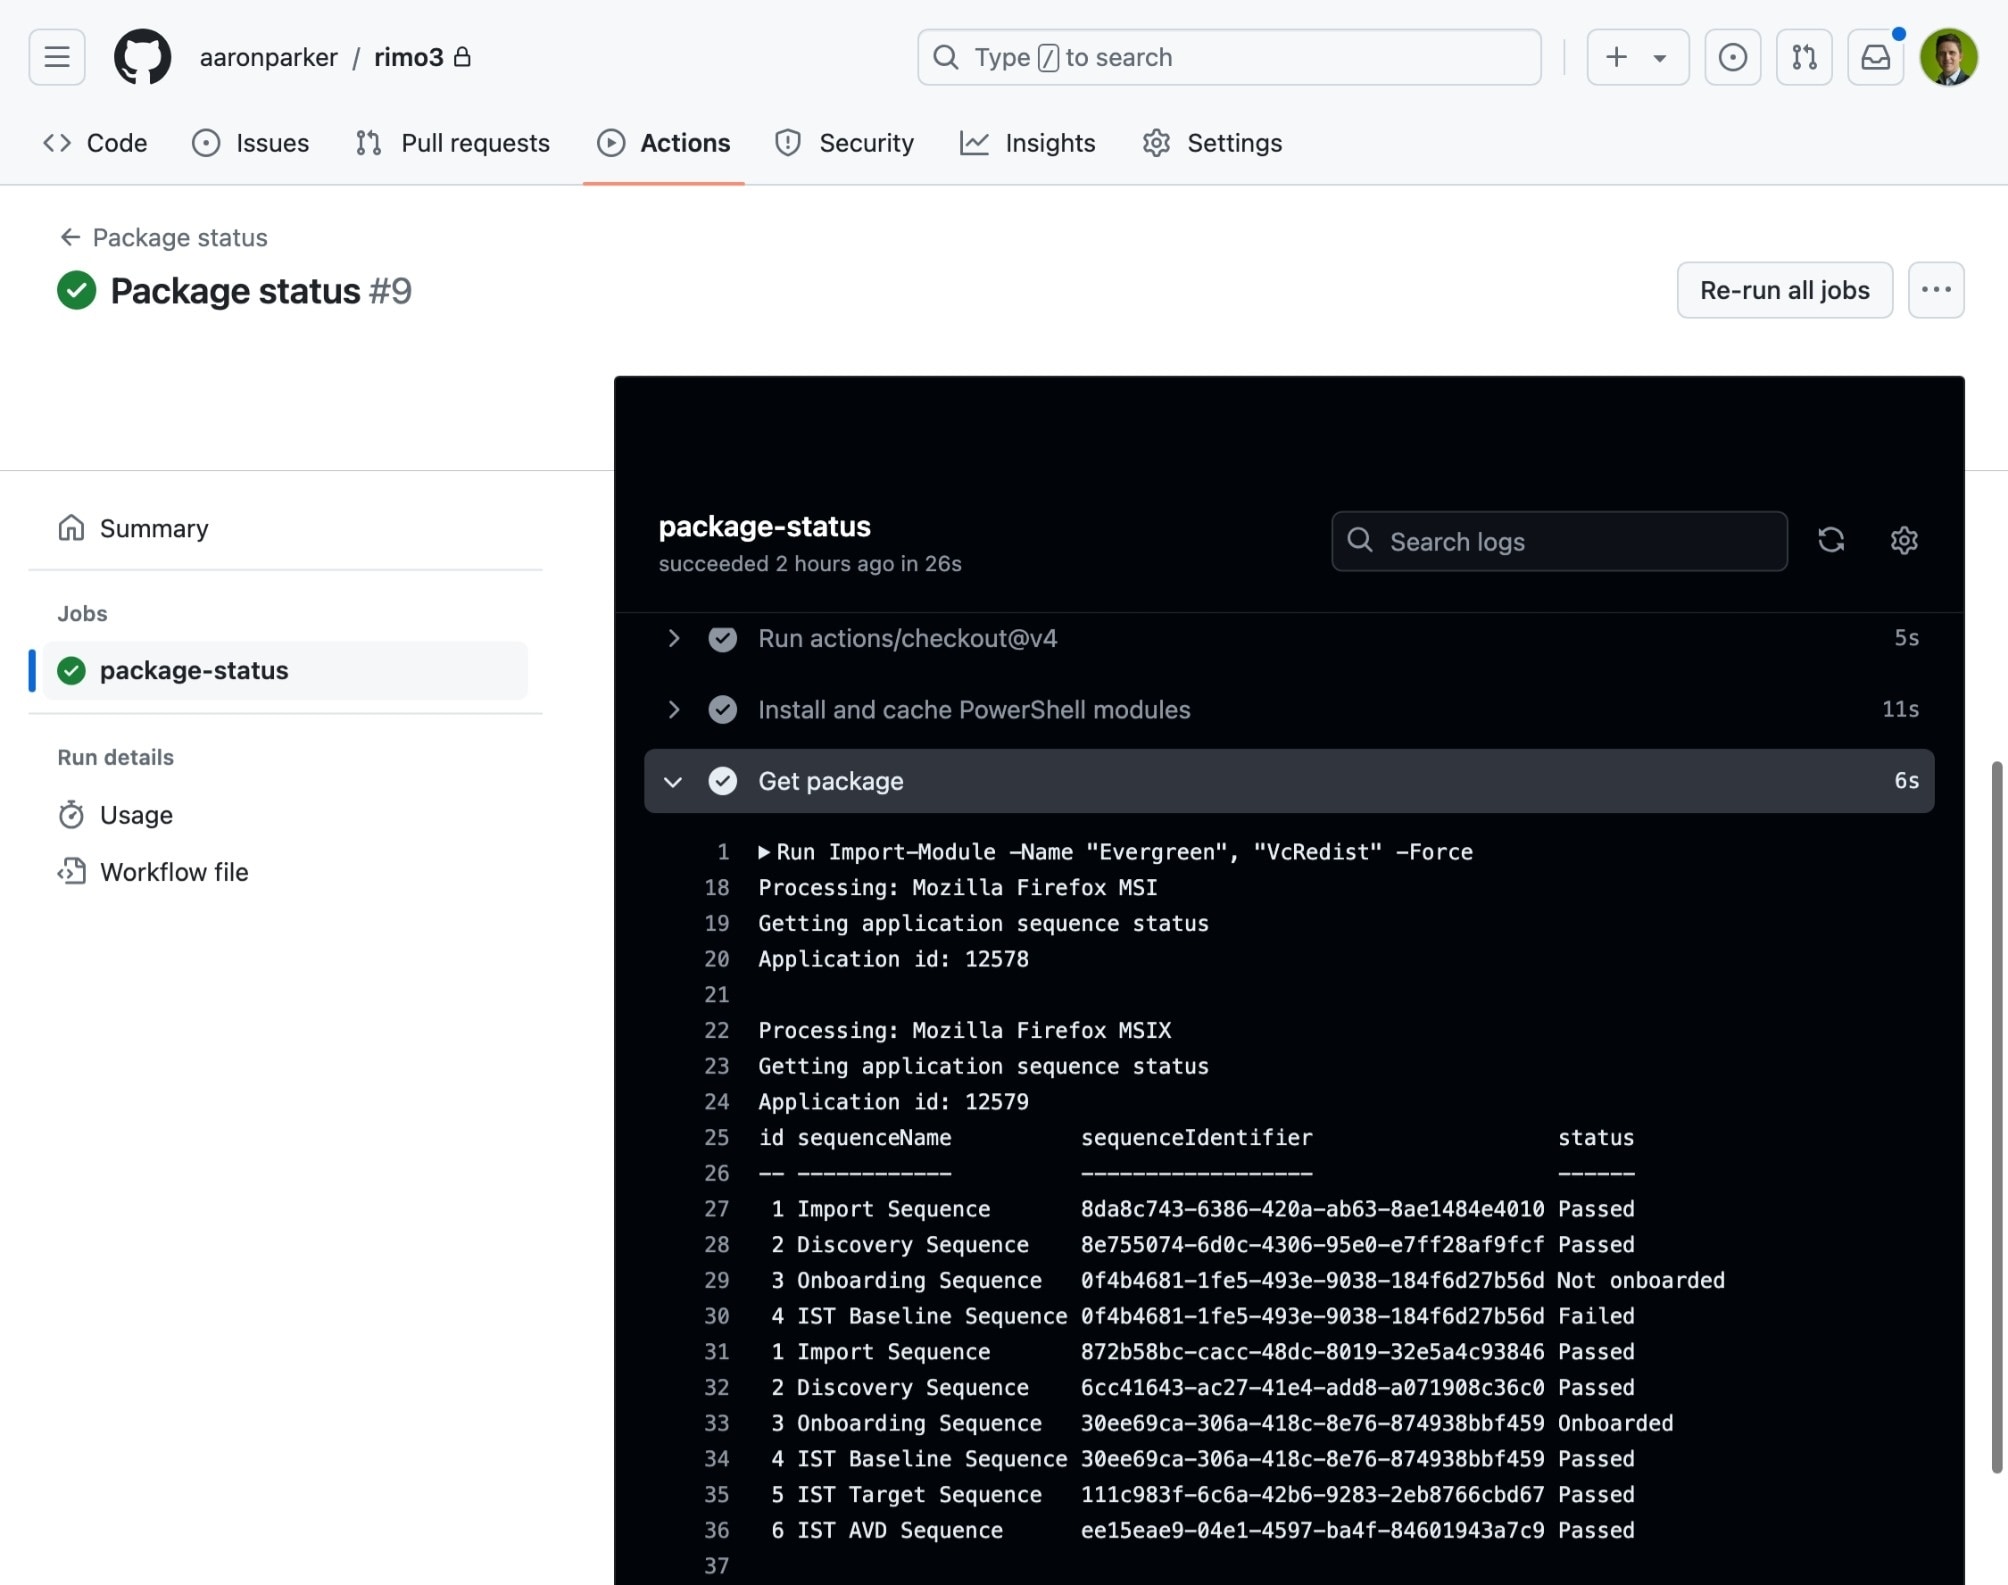 aaronparker / rimo3
Type / to search
Code
Issues
Pull requests
Actions
Security
Insights
Settings
Package status
Package status #9
Re-run all jobs
Summary
Jobs
package-status
Run details
Usage
Workflow file
package-status
succeeded 2 hours ago in 26s
Search logs
Run actions/checkout@v4 5s
Install and cache PowerShell modules 11s
Get package 6s
1 Run Import-Module -Name "Evergreen", "VcRedist" -Force
18 Processing: Mozilla Firefox MSI
19 Getting application sequence status
20 Application id: 12578
21
22 Processing: Mozilla Firefox MSIX
23 Getting application sequence status
24 Application id: 12579
25 id sequenceName sequenceIdentifier status
26 -- ------------ ------------------ ------
27 1 Import Sequence 8da8c743-6386-420a-ab63-8ae1484e4010 Passed
28 2 Discovery Sequence 8e755074-6d0c-4306-95e0-e7ff28af9fcf Passed
29 3 Onboarding Sequence 0f4b4681-1fe5-493e-9038-184f6d27b56d Not onboarded
30 4 IST Baseline Sequence 0f4b4681-1fe5-493e-9038-184f6d27b56d Failed
31 1 Import Sequence 872b58bc-cacc-48dc-8019-32e5a4c93846 Passed
32 2 Discovery Sequence 6cc41643-ac27-41e4-add8-a071908c36c0 Passed
33 3 Onboarding Sequence 30ee69ca-306a-418c-8e76-874938bbf459 Onboarded
34 4 IST Baseline Sequence 30ee69ca-306a-418c-8e76-874938bbf459 Passed
35 5 IST Target Sequence 111c983f-6c6a-42b6-9283-2eb8766cbd67 Passed
36 6 IST AVD Sequence ee15eae9-04e1-4597-ba4f-84601943a7c9 Passed
37